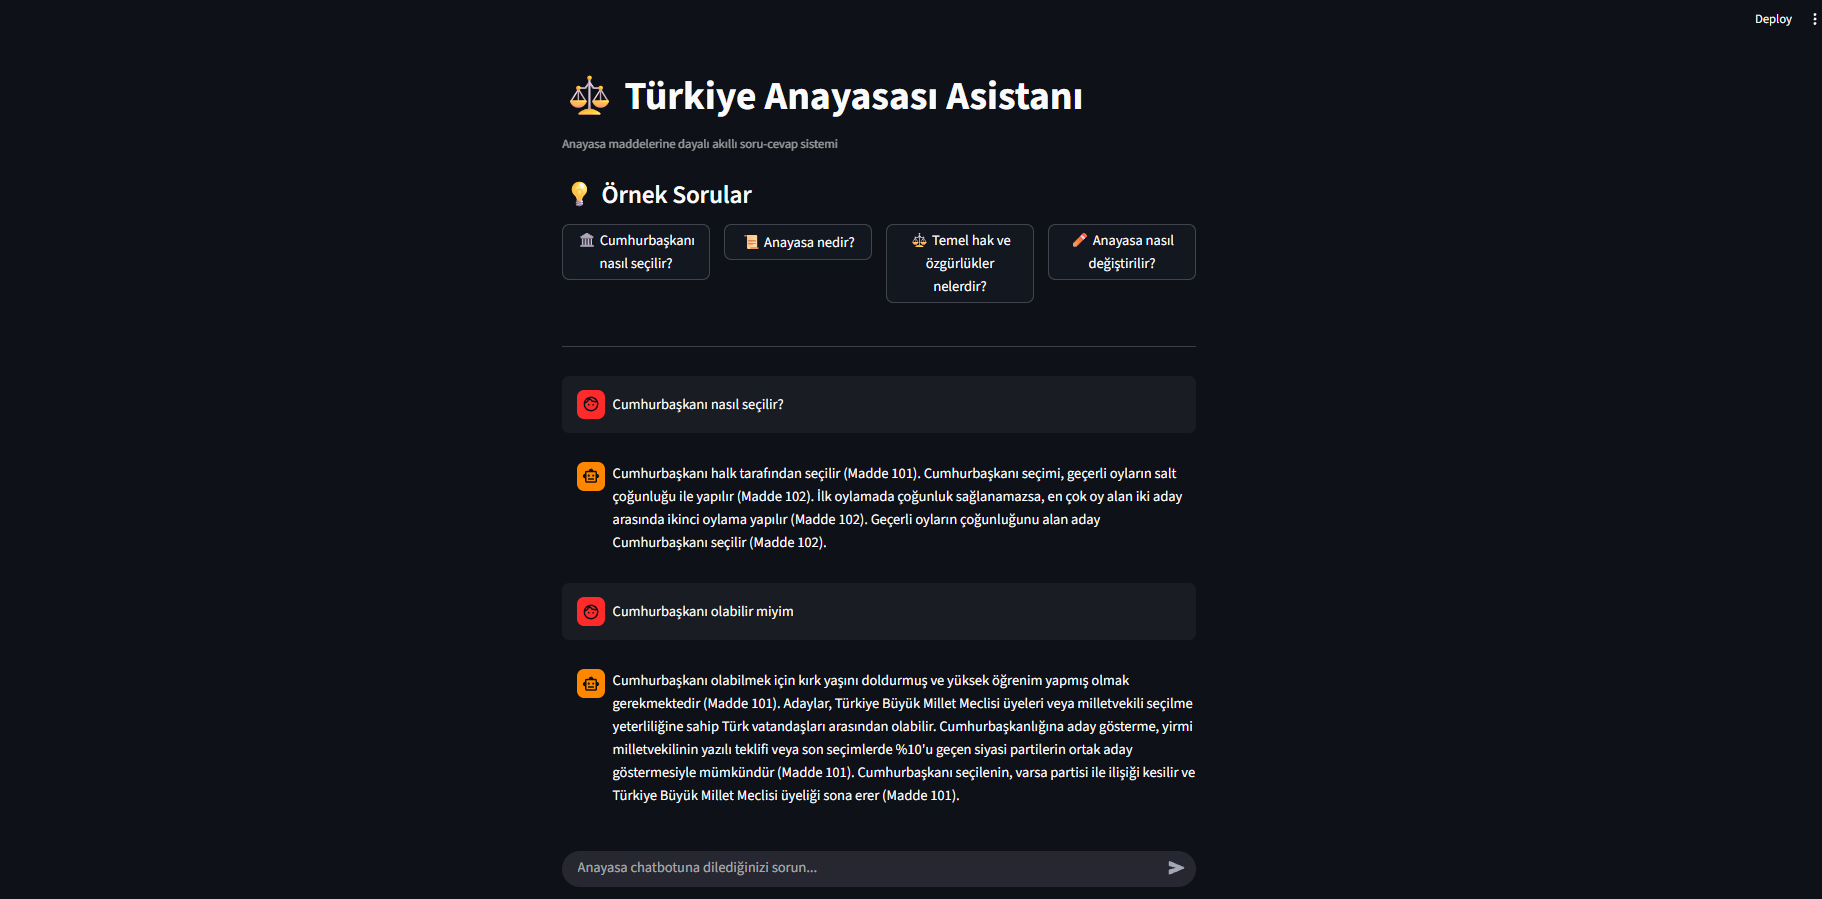 Deploy
Türkiye Anayasası Asistanı
Anayasa maddelerine dayalı akıllı soru-cevap sistemi
Örnek Sorular
Cumhurbaşkanı
nasıl seçilir?
Anayasa nedir?
Temel hak ve
özgürlükler
nelerdir?
Anayasa nasıl
değiştirilir?
Cumhurbaşkanı nasıl seçilir?
Cumhurbaşkanı halk tarafından seçilir (Madde 101). Cumhurbaşkanı seçimi, geçerli oyların salt
çoğunluğu ile yapılır (Madde 102). İlk oylamada çoğunluk sağlanamazsa, en çok oy alan iki aday
arasında ikinci oylama yapılır (Madde 102). Geçerli oyların çoğunluğunu alan aday
Cumhurbaşkanı seçilir (Madde 102).
Cumhurbaşkanı olabilir miyim
Cumhurbaşkanı olabilmek için kırk yaşını doldurmuş ve yüksek öğrenim yapmış olmak
gerekmektedir (Madde 101). Adaylar, Türkiye Büyük Millet Meclisi üyeleri veya milletvekili seçilme
yeterliliğine sahip Türk vatandaşları arasından olabilir. Cumhurbaşkanlığına aday gösterme, yirmi
milletvekilinin yazılı teklifi veya son seçimlerde %10'u geçen siyasi partilerin ortak aday
göstermesiyle mümkündür (Madde 101). Cumhurbaşkanı seçilenin, varsa partisi ile ilişiği kesilir ve
Türkiye Büyük Millet Meclisi üyeliği sona erer (Madde 101).
Anayasa chatbotuna dilediğinizi sorun...